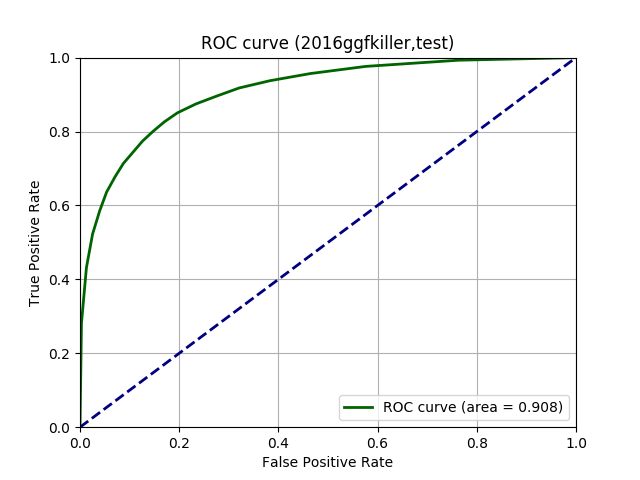 ROC curve (2016ggfkiller,test)
1.0
0.8
0.6
0.4
0.2
0.0
True Positive Rate
ROC curve (area = 0.908)
0.0 0.2 0.4 0.6 0.8 1.0
False Positive Rate